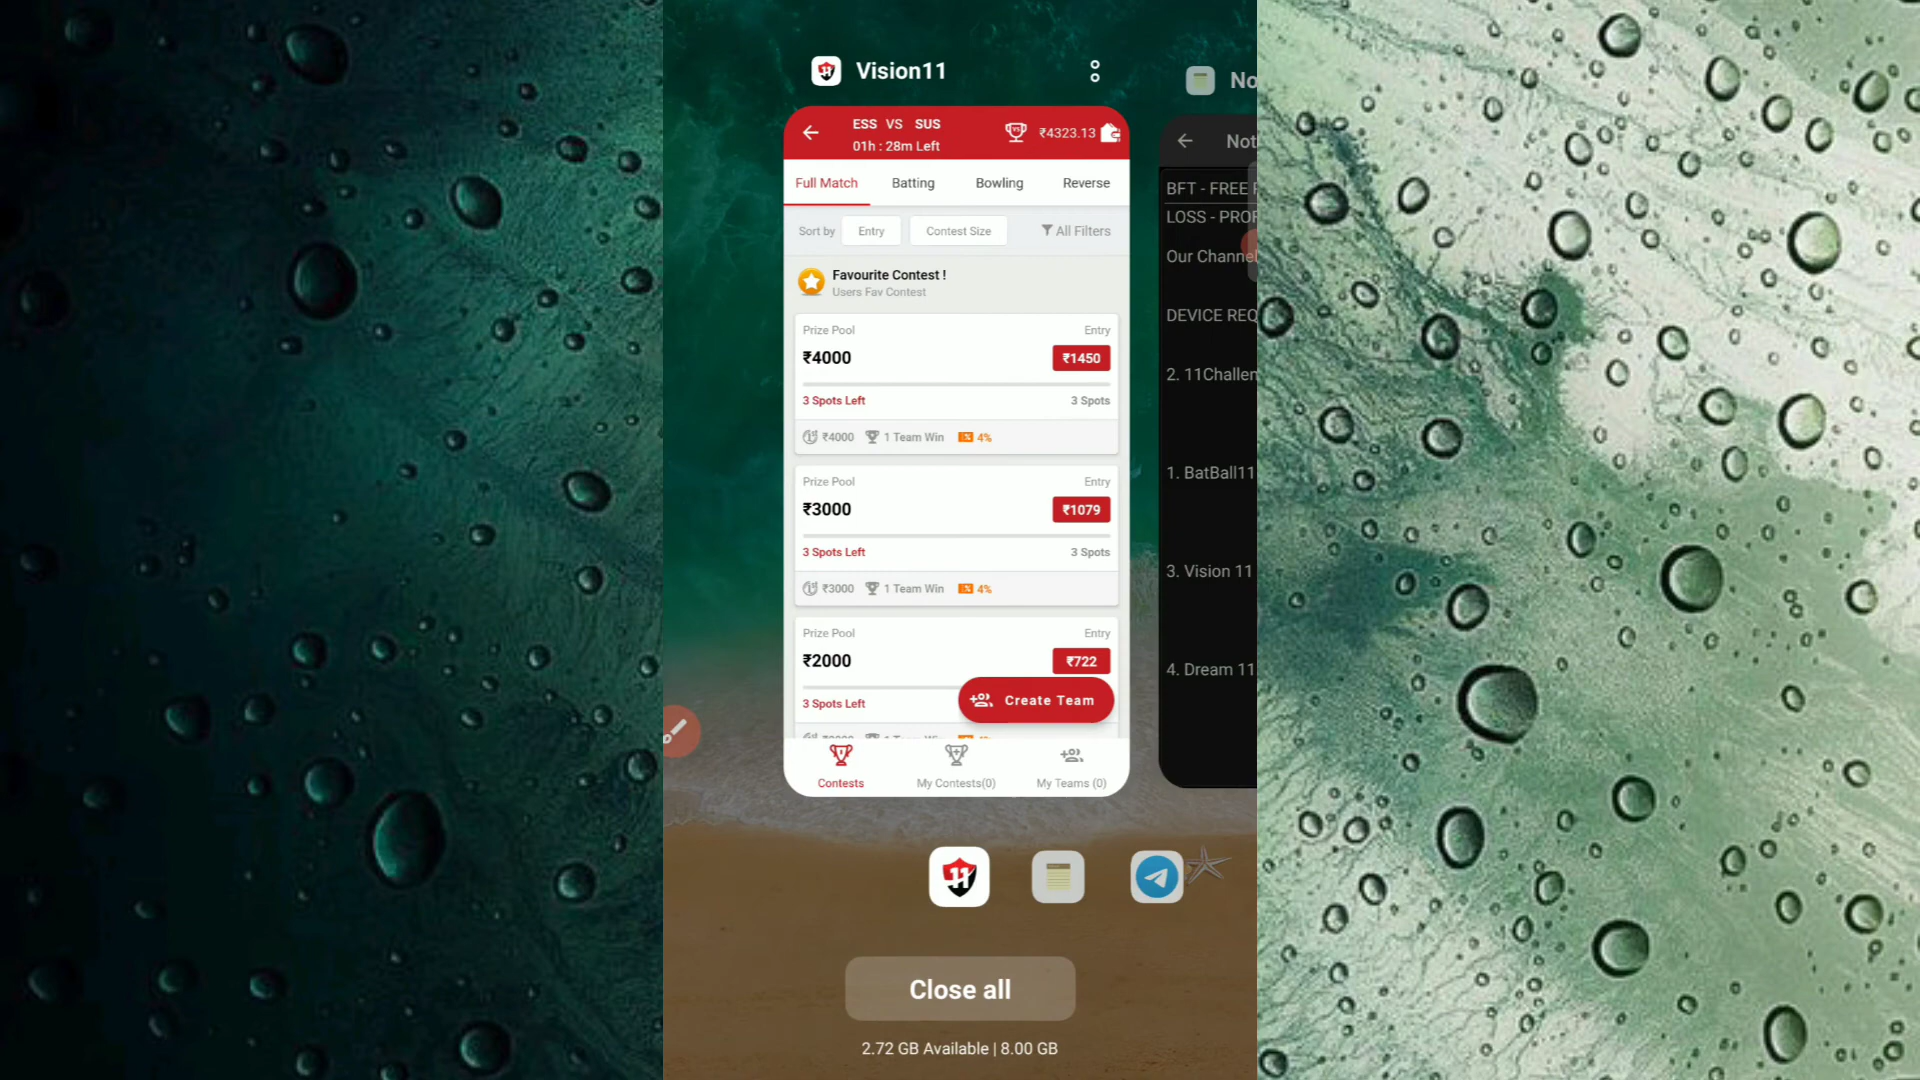 Vision11
No
ESS VS SUS
01h : 28m Left
₹4323.13
Full Match
Batting
Bowling
Reverse
Sort by
Entry
Contest Size
All Filters
Favourite Contest !
Users Fav Contest
Prize Pool
Entry
₹4000
₹1450
3 Spots Left
3 Spots
₹4000
1 Team Win
4%
Prize Pool
Entry
₹3000
₹1079
3 Spots Left
3 Spots
₹3000
1 Team Win
4%
Prize Pool
Entry
₹2000
₹722
3 Spots Left
Create Team
Contests
My Contests(0)
My Teams (0)
Not
BFT - FREE
LOSS - PROF
Our Channel
DEVICE REQ
2. 11Challen
1. BatBall11
3. Vision 11
4. Dream 11
Close all
2.72 GB Available | 8.00 GB